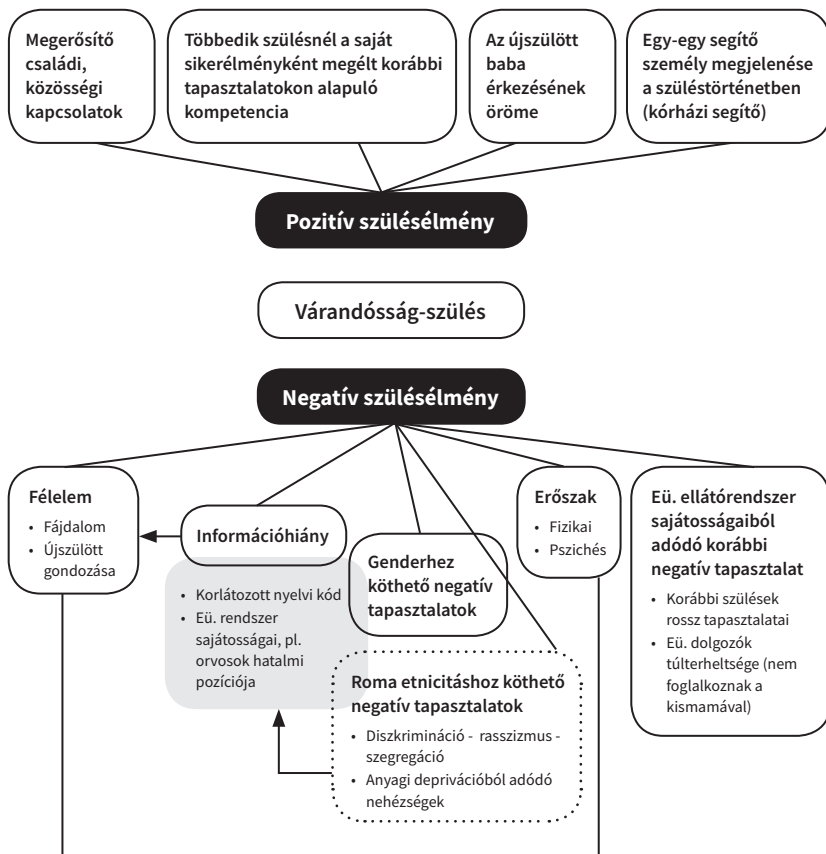 Megerősítő
családi,
közösségi
kapcsolatok
Többedik szülésnél a saját
sikerélményként megélt korábbi
tapasztalatokon alapuló
kompetencia
Az újszülött
baba
érkezésének
öröme
Egy-egy segítő
személy megjelenése
a szüléstörténetben
(kórházi segítő)
Pozitív szülésélmény
Várandósság-szülés
Negatív szülésélmény
Félelem
• Fájdalom
• Újszülött
gondozása
Információhiány
• Korlátozott nyelvi kód
• Eü. rendszer
sajátosságai, pl.
orvosok hatalmi
pozíciója
Genderhez
köthető negatív
tapasztalatok
Roma etnicitáshoz köthető
negatív tapasztalatok
• Diszkrimináció - rasszizmus -
szegregáció
• Anyagi deprivációból adódó
nehézségek
Erőszak
• Fizikai
• Pszichés
Eü. ellátórendszer
sajátosságaiból
adódó korábbi
negatív tapasztalat
• Korábbi szülések
rossz tapasztalatai
• Eü. dolgozók
túlterheltsége (nem
foglalkoznak a
kismamával)